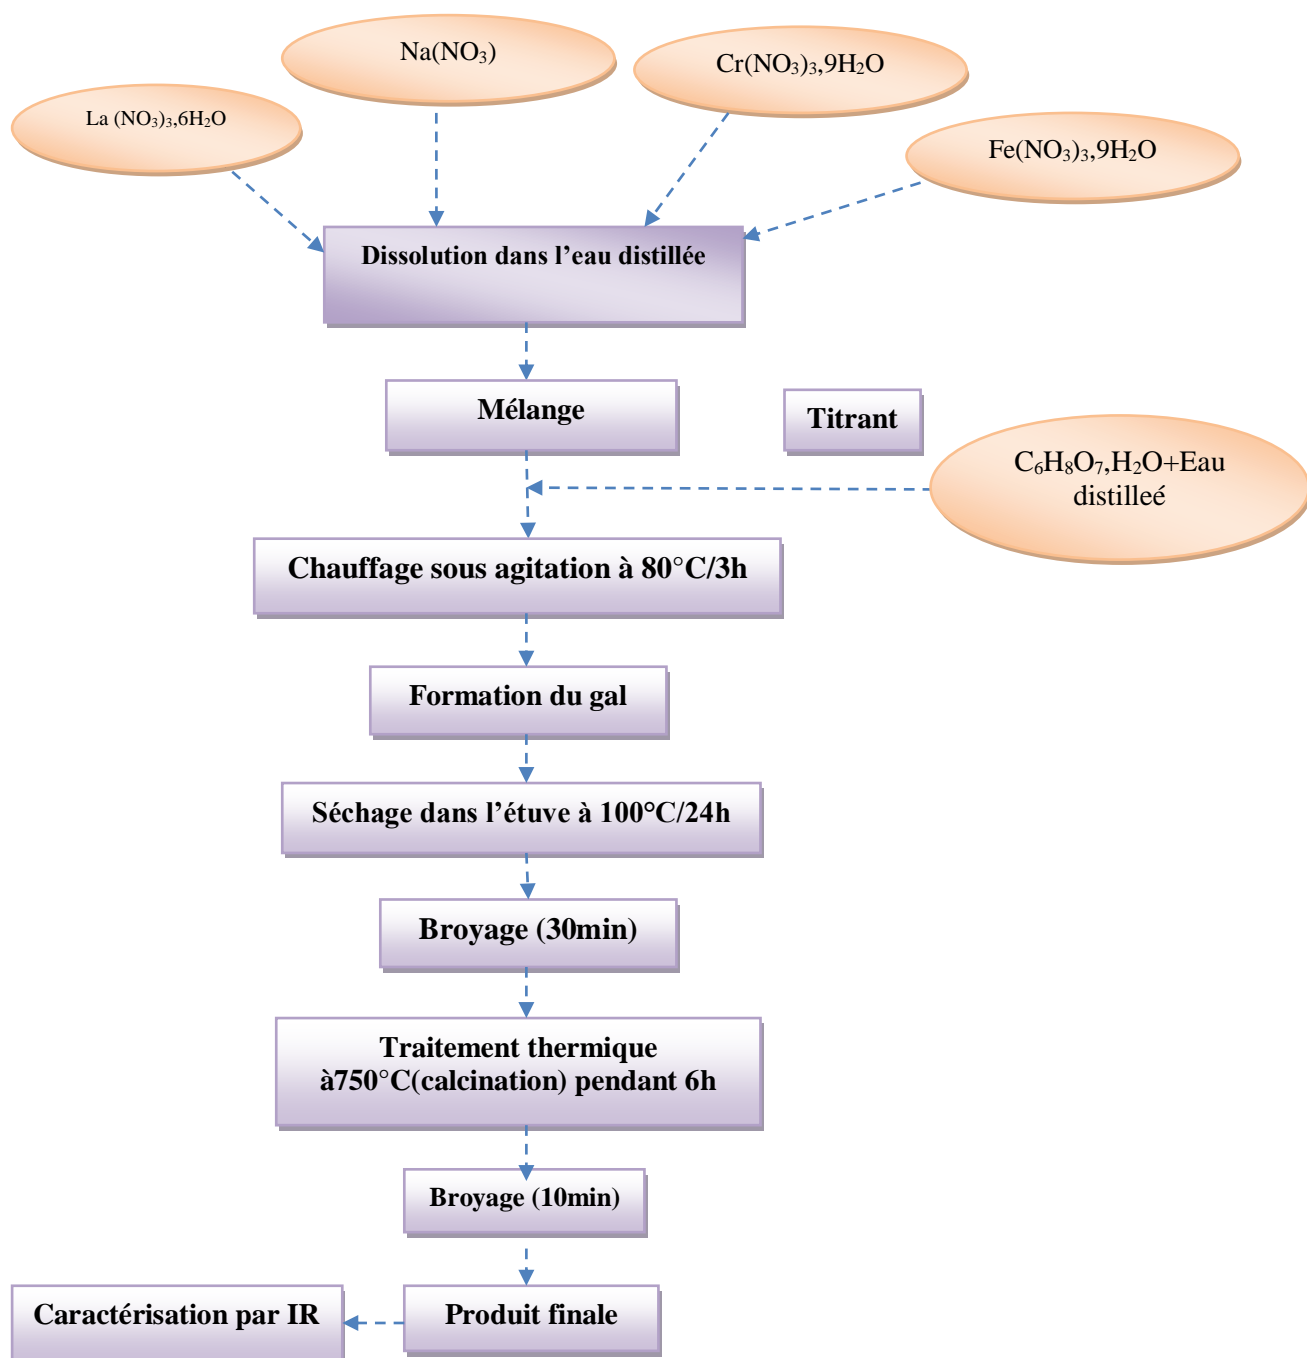 Na(NO₃)
Cr(NO₃)₃,9H₂O
La (NO₃)₃,6H₂O
Fe(NO₃)₃,9H₂O
Dissolution dans l’eau distillée
Mélange
Titrant
C₆H₈O₇,H₂O+Eau
distilleé
Chauffage sous agitation à 80°C/3h
Formation du gal
Séchage dans l’étuve à 100°C/24h
Broyage (30min)
Traitement thermique
à750°C(calcination) pendant 6h
Broyage (10min)
Caractérisation par IR
Produit finale